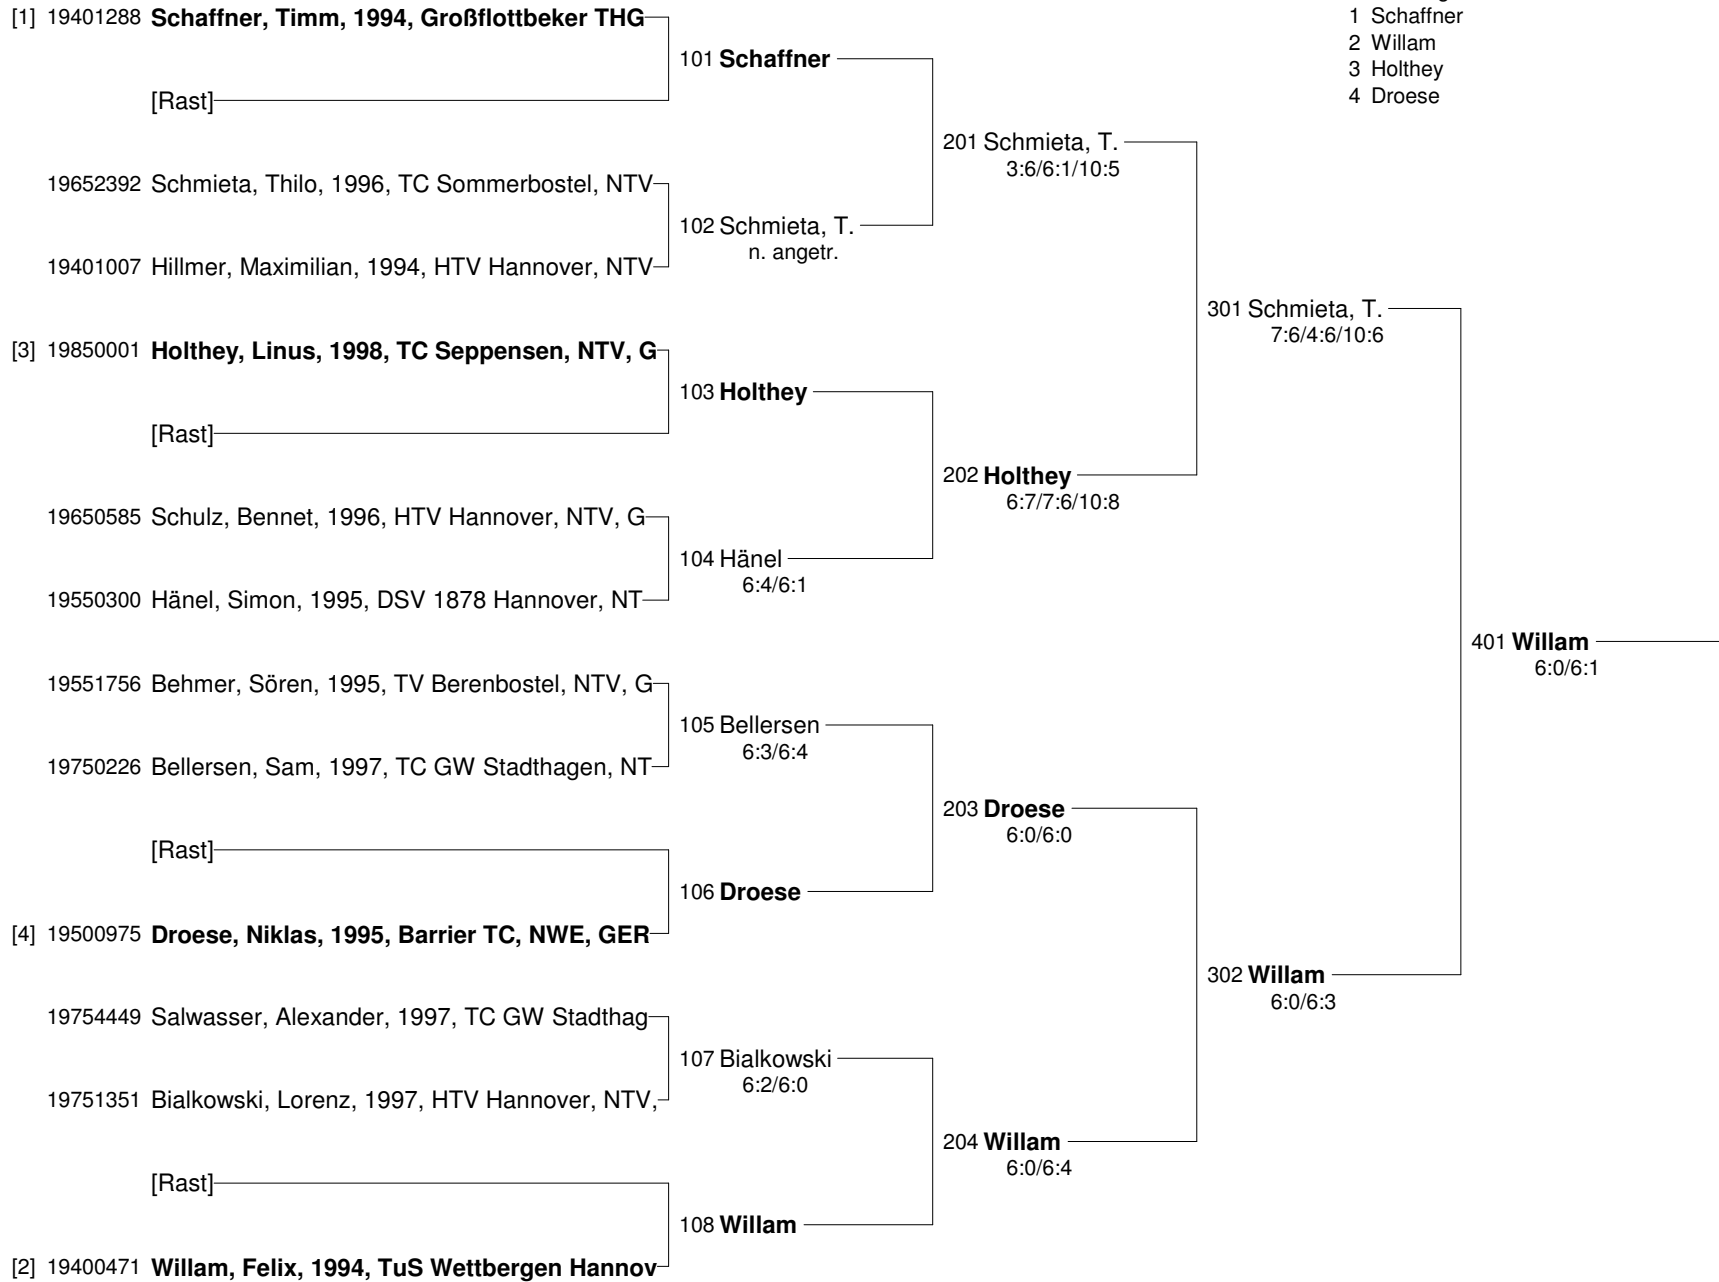 [1] 19401288 Schaffner, Timm, 1994, Großflottbeker THG
1 Schaffner
101 Schaffner
2 Willam
3 Holthey
[Rast]
4 Droese
201 Schmieta, T.
3:6/6:1/10:5
19652392 Schmieta, Thilo, 1996, TC Sommerbostel, NTV
102 Schmieta, T.
n. angetr.
19401007 Hillmer, Maximilian, 1994, HTV Hannover, NTV
301 Schmieta, T.
7:6/4:6/10:6
[3] 19850001 Holthey, Linus, 1998, TC Seppensen, NTV, G
103 Holthey
[Rast]
202 Holthey
6:7/7:6/10:8
19650585 Schulz, Bennet, 1996, HTV Hannover, NTV, G
104 Hänel
6:4/6:1
19550300 Hänel, Simon, 1995, DSV 1878 Hannover, NT
401 Willam
6:0/6:1
19551756 Behmer, Sören, 1995, TV Berenbostel, NTV, G
105 Bellersen
6:3/6:4
19750226 Bellersen, Sam, 1997, TC GW Stadthagen, NT
203 Droese
6:0/6:0
[Rast]
106 Droese
[4] 19500975 Droese, Niklas, 1995, Barrier TC, NWE, GER
302 Willam
6:0/6:3
19754449 Salwasser, Alexander, 1997, TC GW Stadthag
107 Bialkowski
6:2/6:0
19751351 Bialkowski, Lorenz, 1997, HTV Hannover, NTV,
204 Willam
6:0/6:4
[Rast]
108 Willam
[2] 19400471 Willam, Felix, 1994, TuS Wettbergen Hannov